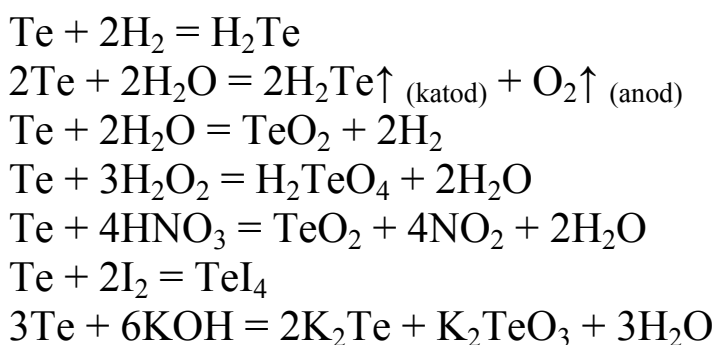 Te + 2H₂ = H₂Te
2Te + 2H₂O = 2H₂Te↑ (katod) + O₂↑ (anod)
Te + 2H₂O = TeO₂ + 2H₂
Te + 3H₂O₂ = H₂TeO₄ + 2H₂O
Te + 4HNO₃ = TeO₂ + 4NO₂ + 2H₂O
Te + 2I₂ = TeI₄
3Te + 6KOH = 2K₂Te + K₂TeO₃ + 3H₂O